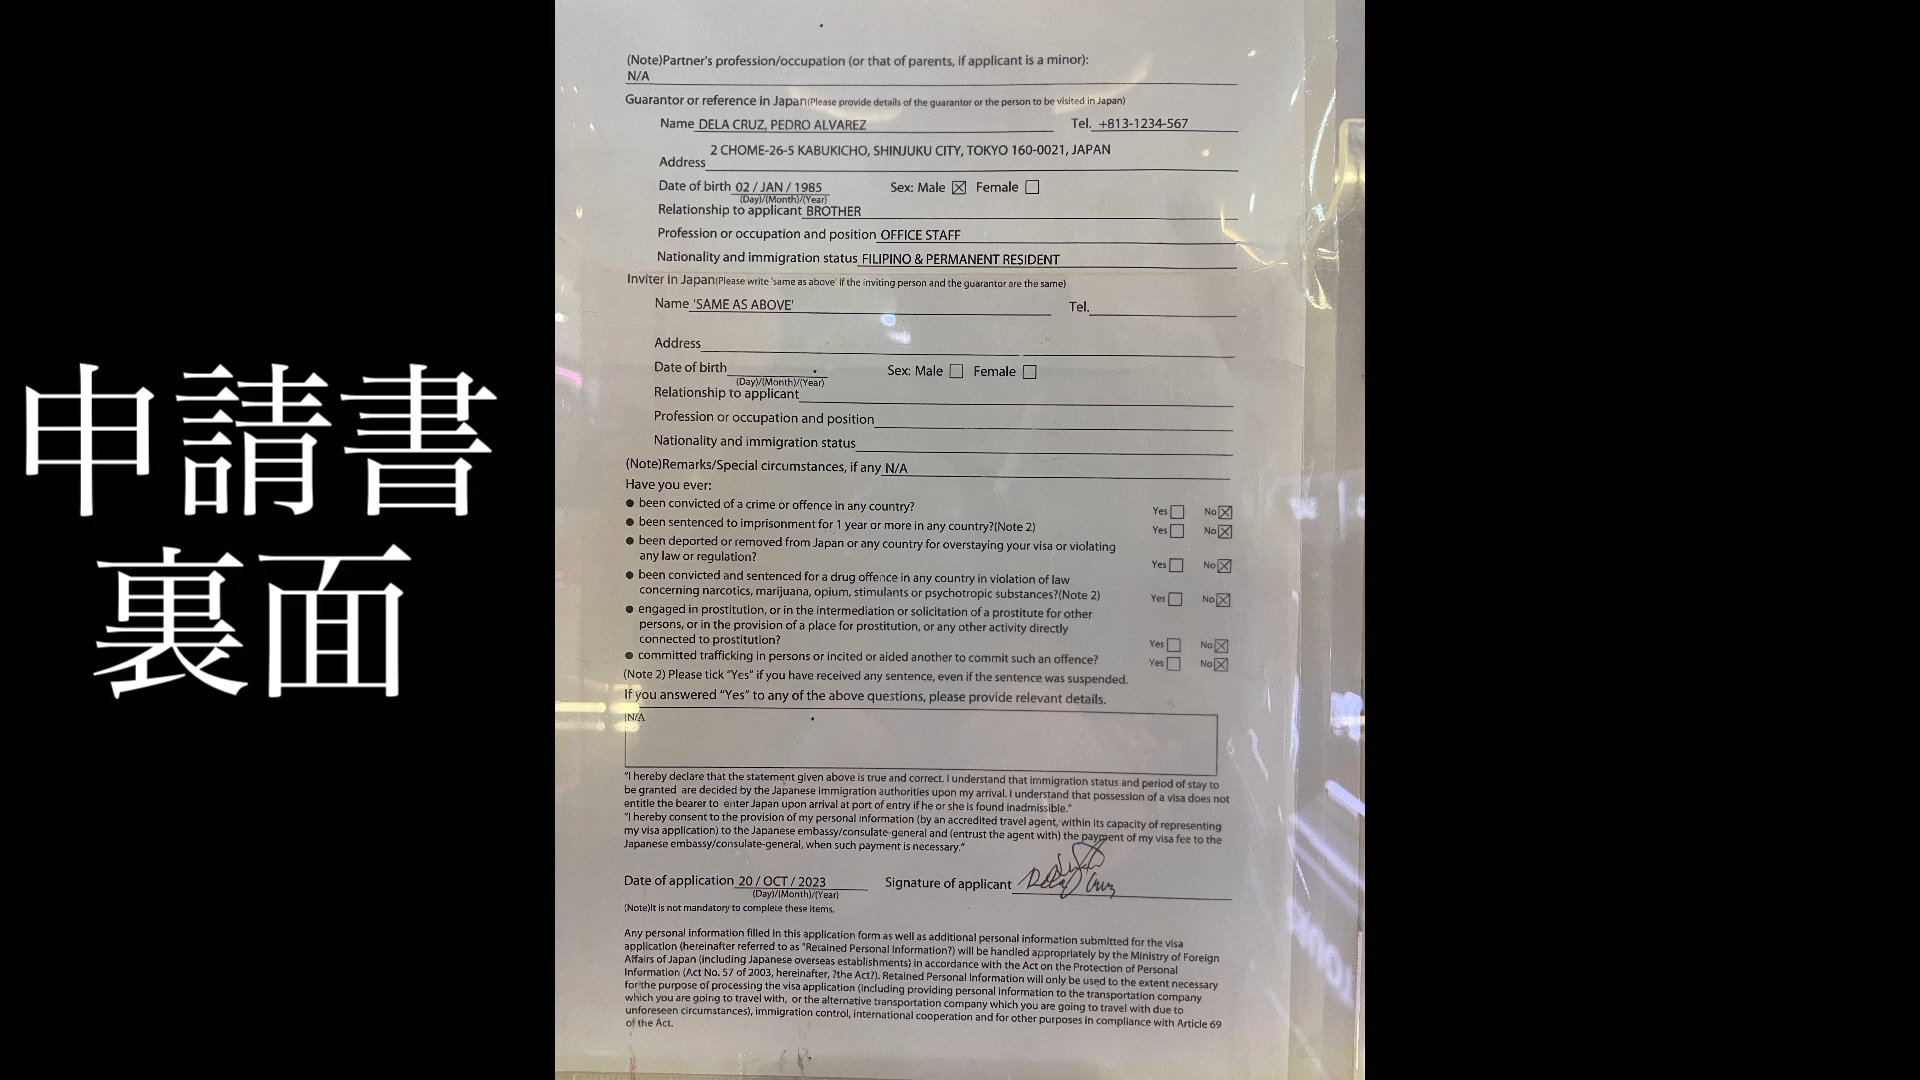 申請書
裏面
(Note)Partner's profession/occupation (or that of parents, if applicant is a minor):
N/A
Guarantor or reference in Japan(Please provide details of the guarantor or the person to be visited in Japan)
Name DELA CRUZ, PEDRO ALVAREZ Tel. +813-1234-567
2 CHOME-26-5 KABUKICHO, SHINJUKU CITY, TOKYO 160-0021, JAPAN
Address
Date of birth 02 / JAN / 1985 Sex: Male ☒ Female ☐
(Day)/(Month)/(Year)
Relationship to applicant BROTHER
Profession or occupation and position OFFICE STAFF
Nationality and immigration status FILIPINO & PERMANENT RESIDENT
Inviter in Japan(Please write 'same as above' if the inviting person and the guarantor are the same)
Name 'SAME AS ABOVE' Tel.
Address
Date of birth Sex: Male ☐ Female ☐
(Day)/(Month)/(Year)
Relationship to applicant
Profession or occupation and position
Nationality and immigration status
(Note)Remarks/Special circumstances, if any N/A
Have you ever:
● been convicted of a crime or offence in any country? Yes ☐ No ☒
● been sentenced to imprisonment for 1 year or more in any country?(Note 2) Yes ☐ No ☒
● been deported or removed from Japan or any country for overstaying your visa or violating
any law or regulation? Yes ☐ No ☒
● been convicted and sentenced for a drug offence in any country in violation of law
concerning narcotics, marijuana, opium, stimulants or psychotropic substances?(Note 2) Yes ☐ No ☒
● engaged in prostitution, or in the intermediation or solicitation of a prostitute for other
persons, or in the provision of a place for prostitution, or any other activity directly
connected to prostitution? Yes ☐ No ☒
● committed trafficking in persons or incited or aided another to commit such an offence? Yes ☐ No ☒
(Note 2) Please tick "Yes" if you have received any sentence, even if the sentence was suspended.
If you answered "Yes" to any of the above questions, please provide relevant details.
N/A
"I hereby declare that the statement given above is true and correct. I understand that immigration status and period of stay to
be granted are decided by the Japanese immigration authorities upon my arrival. I understand that possession of a visa does not
entitle the bearer to enter Japan upon arrival at port of entry if he or she is found inadmissible."
"I hereby consent to the provision of my personal information (by an accredited travel agent, within its capacity of representing
my visa application) to the Japanese embassy/consulate-general and (entrust the agent with) the payment of my visa fee to the
Japanese embassy/consulate-general, when such payment is necessary."
Date of application 20 / OCT / 2023 Signature of applicant Dela Cruz
(Day)/(Month)/(Year)
(Note)It is not mandatory to complete these items.
Any personal information filled in this application form as well as additional personal information submitted for the visa
application (hereinafter referred to as "Retained Personal Information?) will be handled appropriately by the Ministry of Foreign
Affairs of Japan (including Japanese overseas establishments) in accordance with the Act on the Protection of Personal
Information (Act No. 57 of 2003, hereinafter, ?the Act?). Retained Personal Information will only be used to the extent necessary
for the purpose of processing the visa application (including providing personal information to the transportation company
which you are going to travel with, or the alternative transportation company which you are going to travel with due to
unforeseen circumstances), immigration control, international cooperation and for other purposes in compliance with Article 69
of the Act.